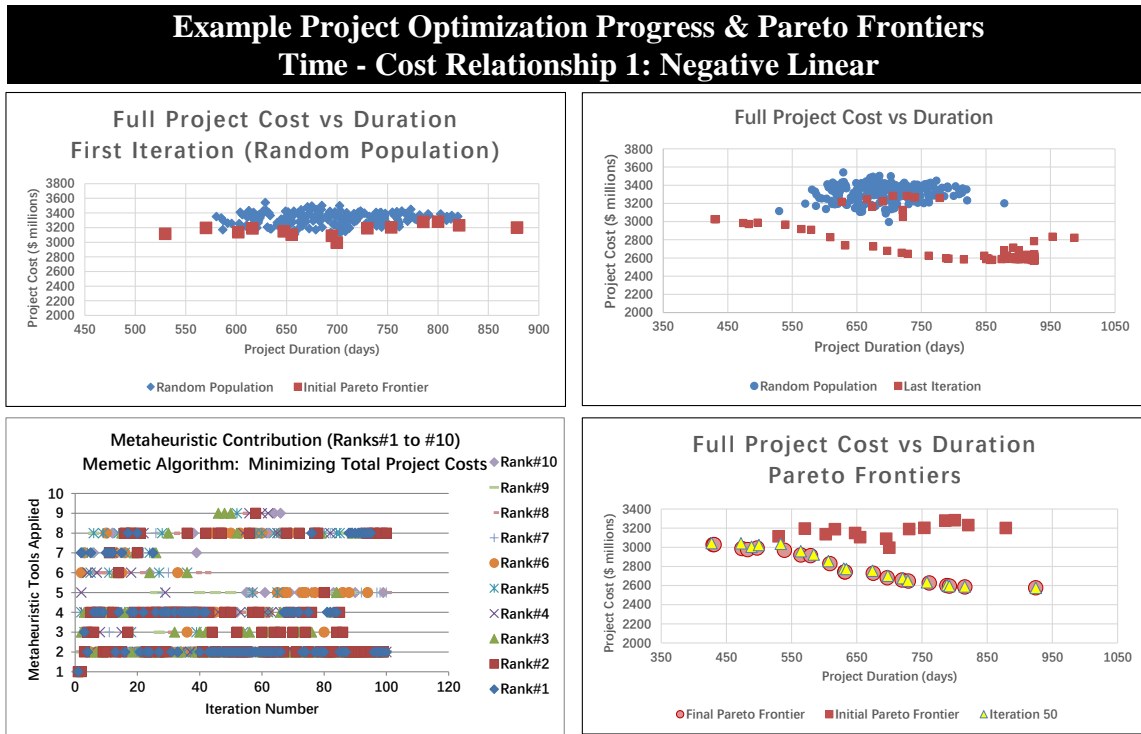 Example Project Optimization Progress & Pareto Frontiers
Time - Cost Relationship 1: Negative Linear
Full Project Cost vs Duration
First Iteration (Random Population)
Project Cost ($ millions)
3800
3600
3400
3200
3000
2800
2600
2400
2200
2000
450 500 550 600 650 700 750 800 850 900
Project Duration (days)
Random Population Initial Pareto Frontier
Full Project Cost vs Duration
Project Cost ($ millions)
3800
3600
3400
3200
3000
2800
2600
2400
2200
2000
350 450 550 650 750 850 950 1050
Project Duration (days)
Random Population Last Iteration
Metaheuristic Contribution (Ranks#1 to #10)
Memetic Algorithm: Minimizing Total Project Costs
Metaheuristic Tools Applied
10
9
8
7
6
5
4
3
2
1
0 20 40 60 80 100 120
Iteration Number
Rank#10
Rank#9
Rank#8
Rank#7
Rank#6
Rank#5
Rank#4
Rank#3
Rank#2
Rank#1
Full Project Cost vs Duration
Pareto Frontiers
Project Cost ($ millions)
3400
3200
3000
2800
2600
2400
2200
2000
350 450 550 650 750 850 950 1050
Project Duration (days)
Final Pareto Frontier Initial Pareto Frontier Iteration 50